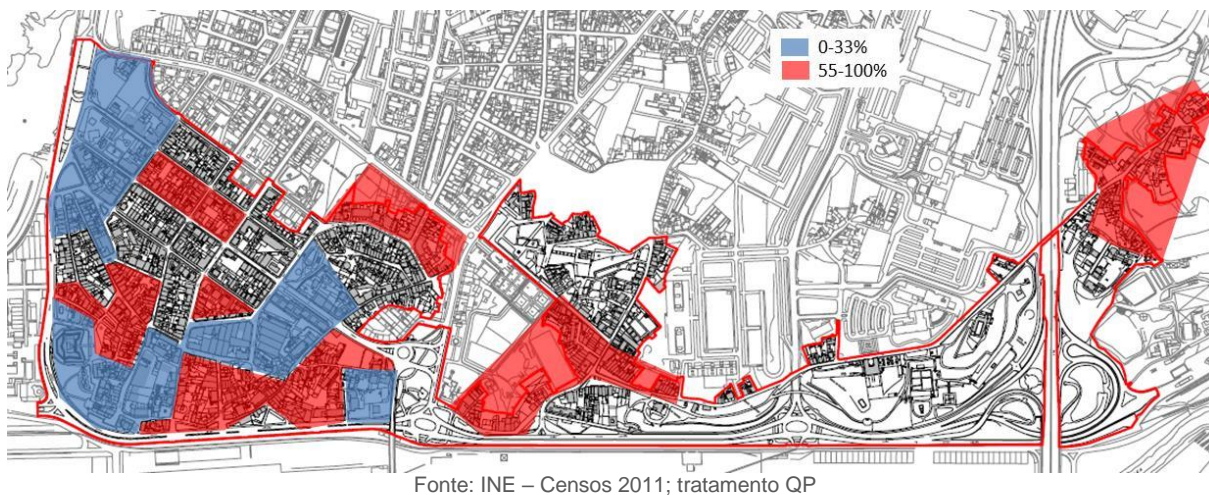 0-33%
55-100%
Fonte: INE – Censos 2011; tratamento QP